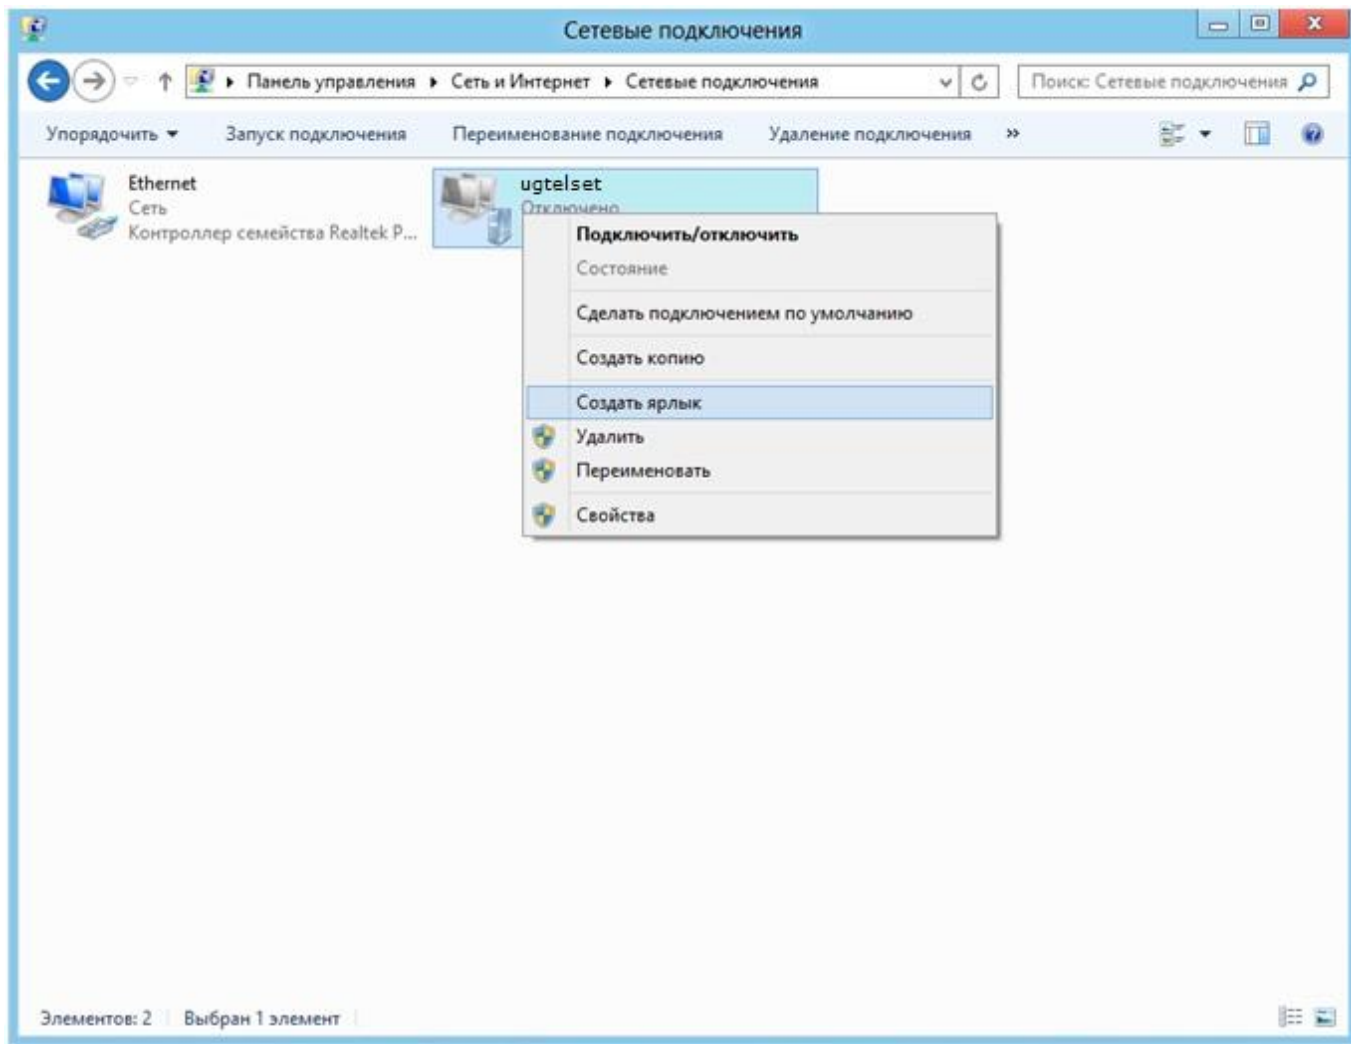 Сетевые подключения
Панель управления ▸ Сеть и Интернет ▸ Сетевые подключения
Поиск: Сетевые подключения
Упорядочить Запуск подключения Переименование подключения Удаление подключения »
Ethernet
Сеть
Контроллер семейства Realtek P...
ugtelset
Отключено
Подключить/отключить
Состояние
Сделать подключением по умолчанию
Создать копию
Создать ярлык
Удалить
Переименовать
Свойства
Элементов: 2 Выбран 1 элемент